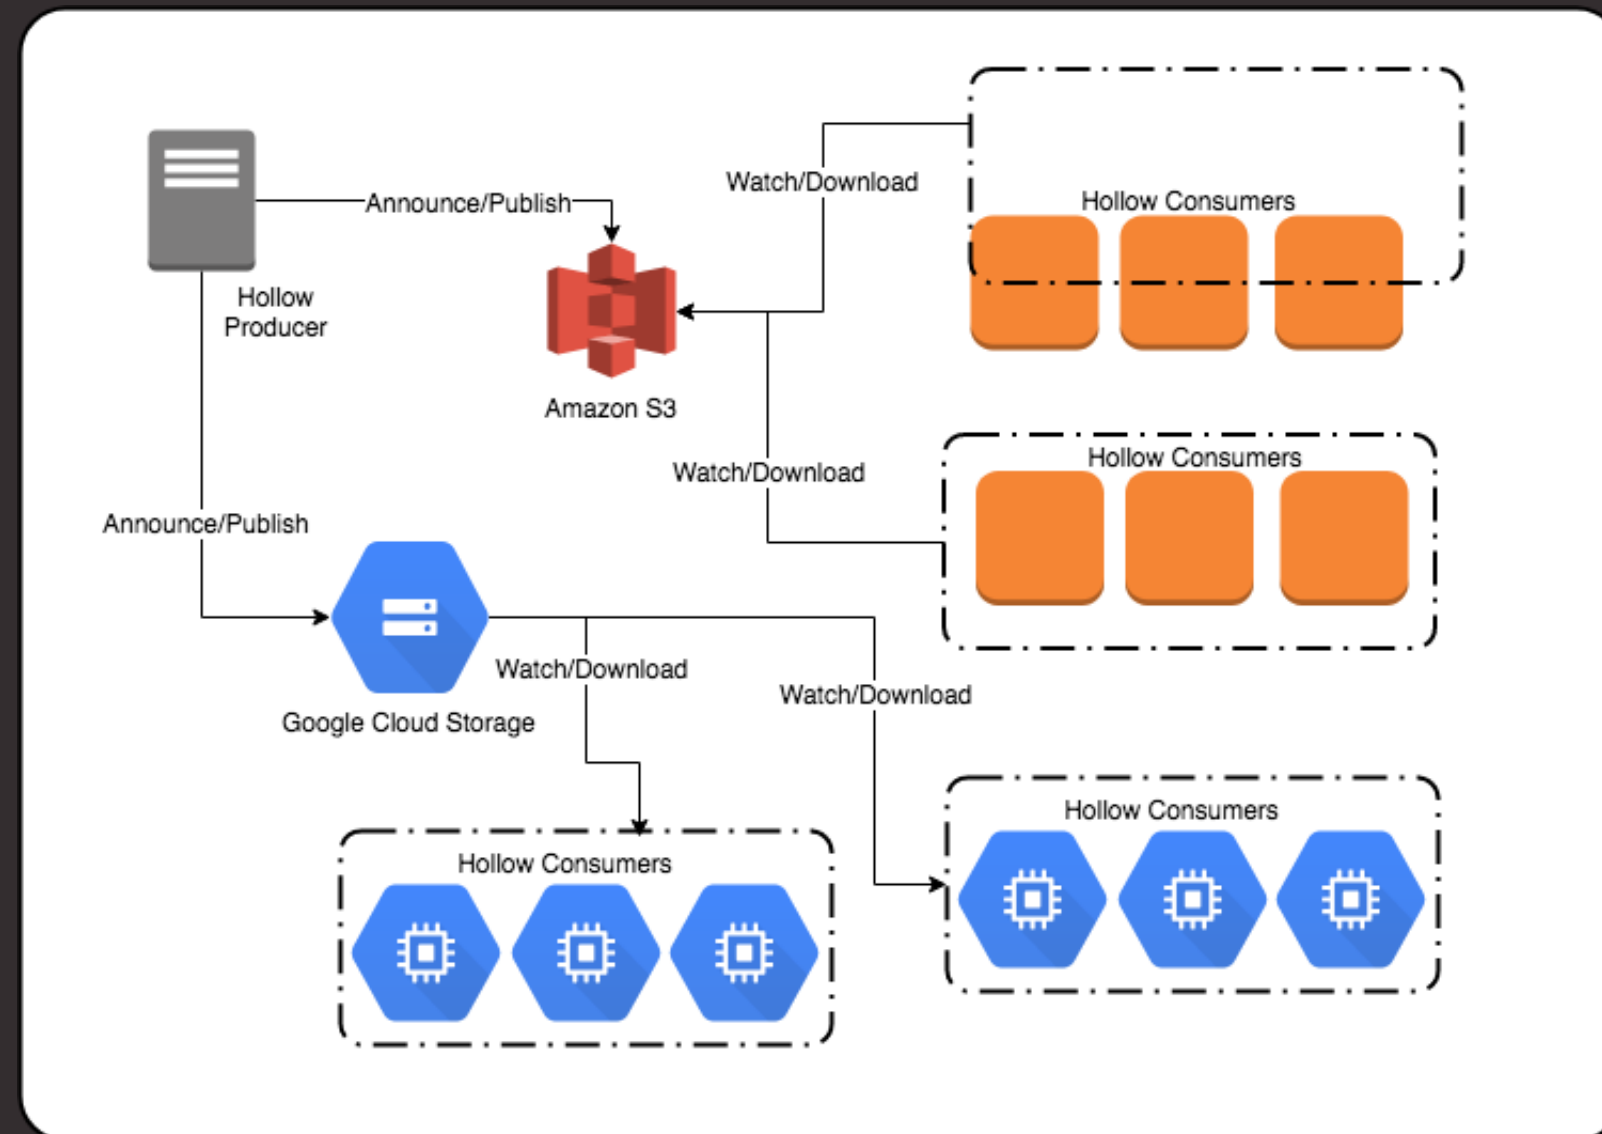 Watch/Download
Hollow Consumers
Announce/Publish
Hollow
Producer
Amazon S3
Hollow Consumers
Watch/Download
Announce/Publish
Watch/Download
Watch/Download
Google Cloud Storage
Hollow Consumers
Hollow Consumers